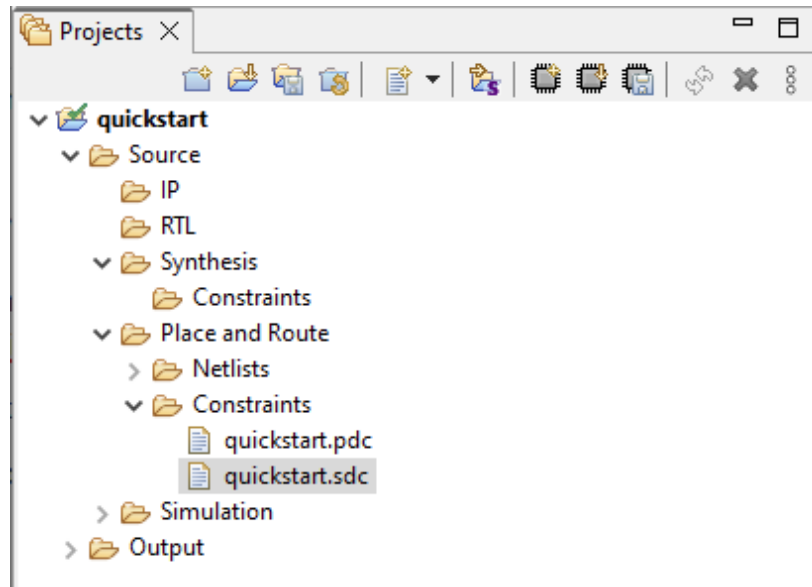 Projects
quickstart
Source
IP
RTL
Synthesis
Constraints
Place and Route
Netlists
Constraints
quickstart.pdc
quickstart.sdc
Simulation
Output